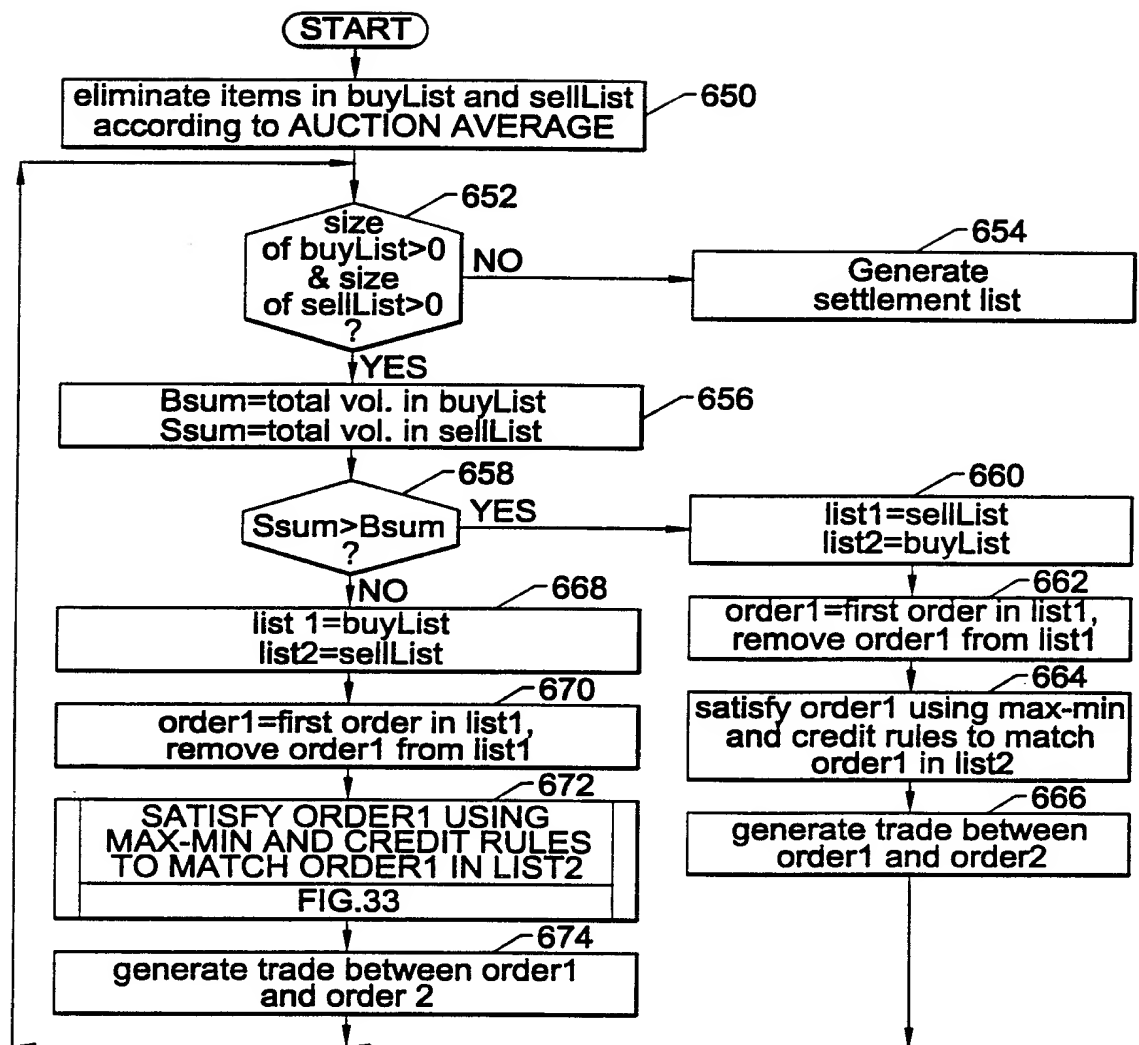 START
eliminate items in buyList and sellList
according to AUCTION AVERAGE
650
652
size
of buyList>0
& size
of sellList>0
?
NO
654
Generate
settlement list
YES
Bsum=total vol. in buyList
Ssum=total vol. in sellList
656
658
Ssum>Bsum
?
YES
660
list1=sellList
list2=buyList
662
order1=first order in list1,
remove order1 from list1
664
satisfy order1 using max-min
and credit rules to match
order1 in list2
666
generate trade between
order1 and order2
NO
668
list 1=buyList
list2=sellList
670
order1=first order in list1,
remove order1 from list1
672
SATISFY ORDER1 USING
MAX-MIN AND CREDIT RULES
TO MATCH ORDER1 IN LIST2
FIG.33
674
generate trade between order1
and order 2